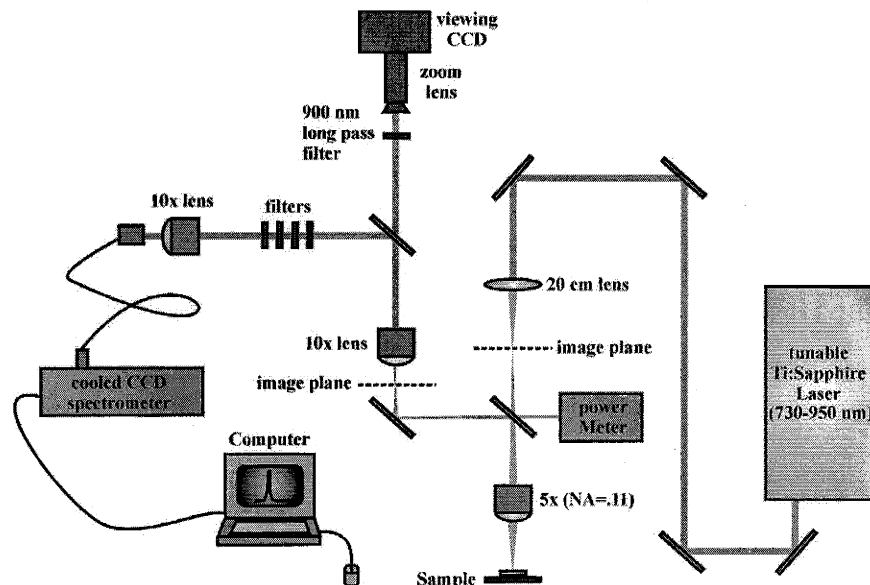 viewing
CCD
zoom
lens
900 nm
long pass
filter
10x lens
filters
20 cm lens
10x lens
image plane
image plane
tunable
Ti:Sapphire
Laser
(730-950 nm)
cooled CCD
spectrometer
power
Meter
Computer
5x (NA=.11)
Sample